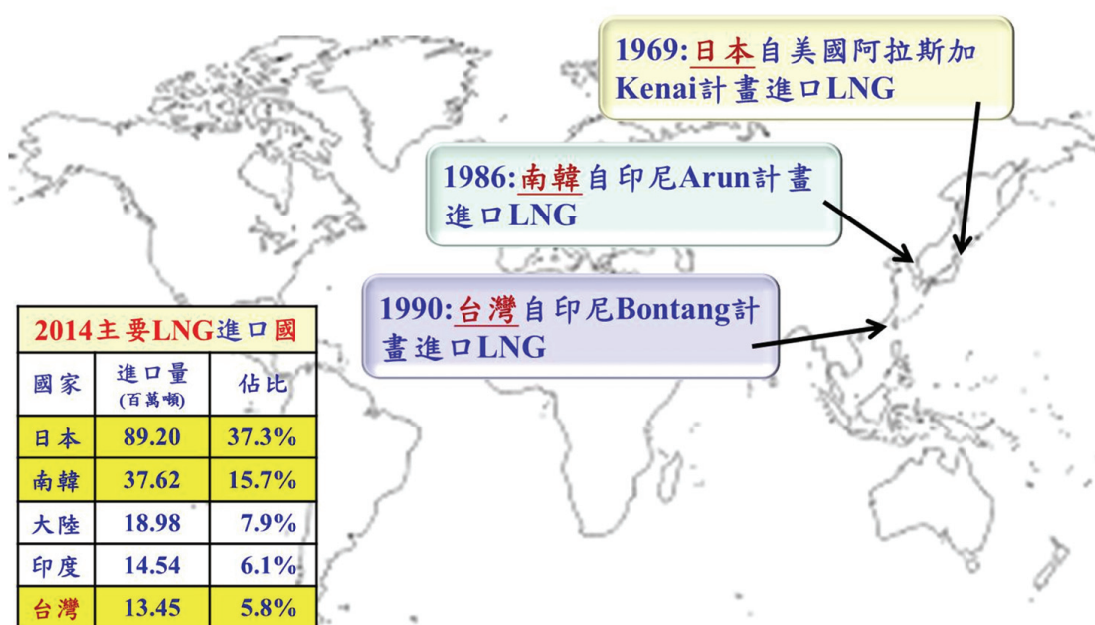 1969:日本自美國阿拉斯加
Kenai計畫進口LNG
1986:南韓自印尼Arun計畫
進口LNG
1990:台灣自印尼Bontang計
畫進口LNG
2014主要LNG進口國
國家 進口量 (百萬噸) 佔比
日本 89.20 37.3%
南韓 37.62 15.7%
大陸 18.98 7.9%
印度 14.54 6.1%
台灣 13.45 5.8%